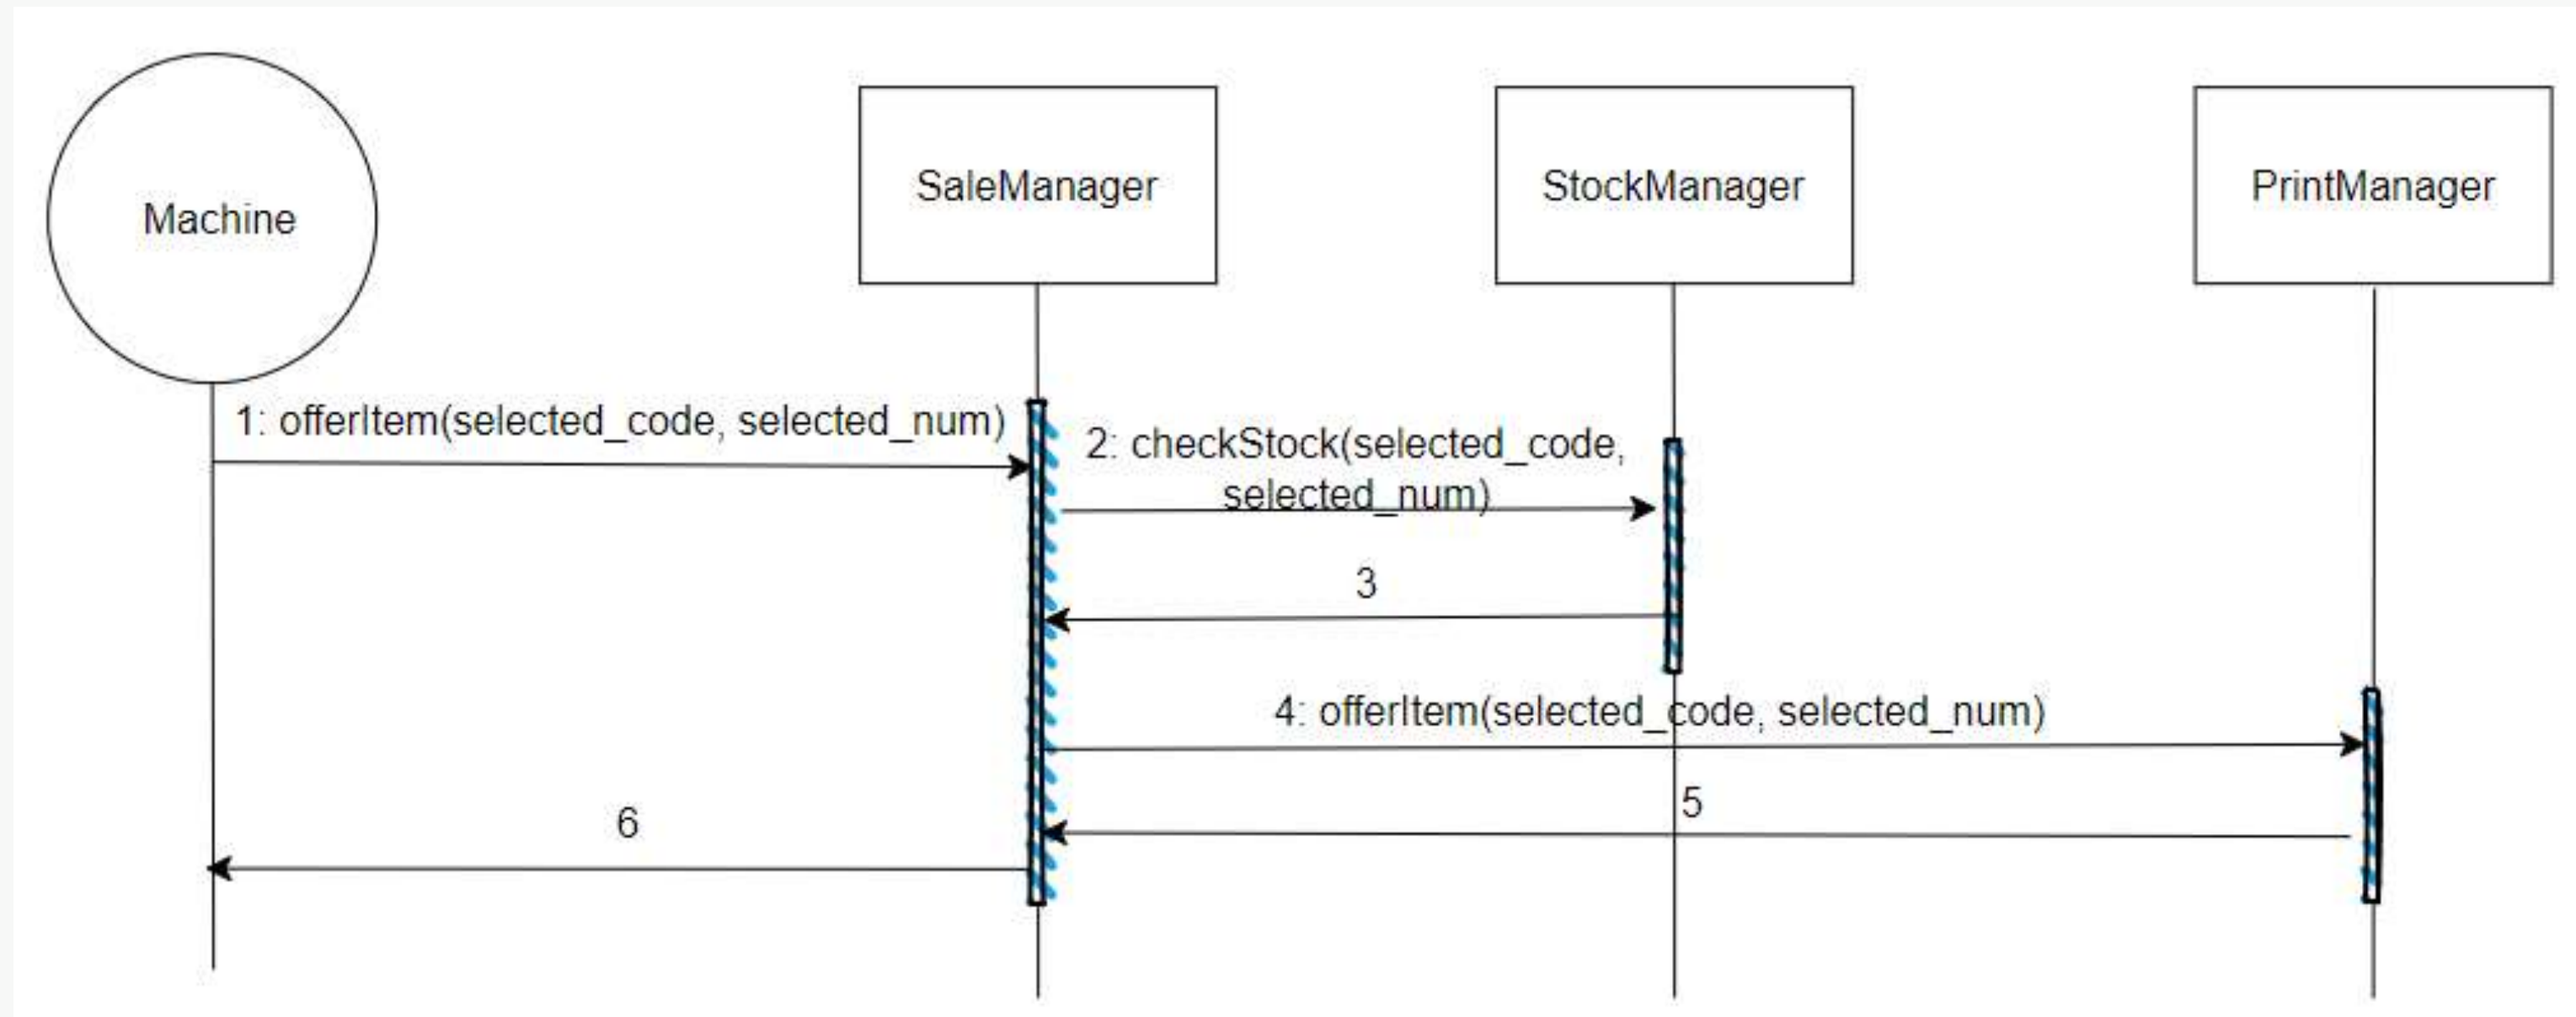 Machine
SaleManager
StockManager
PrintManager
1: offerItem(selected_code, selected_num)
2: checkStock(selected_code,
selected_num)
3
4: offerItem(selected_code, selected_num)
5
6